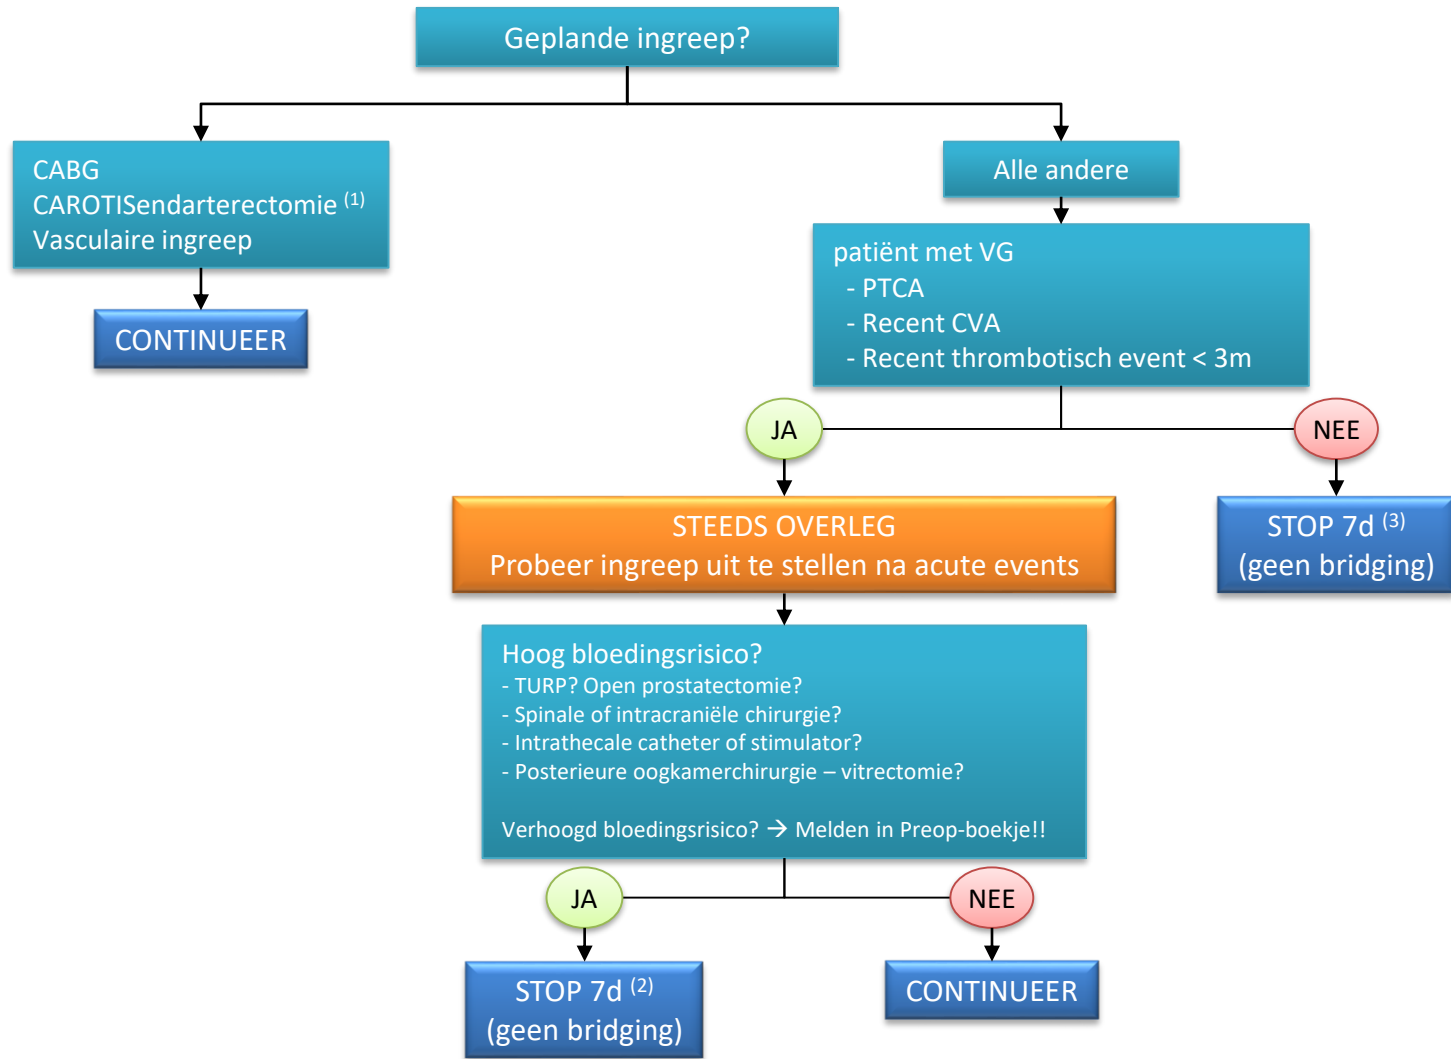 Geplande ingreep?
CABG
CAROTISendarterectomie (1)
Vasculaire ingreep
CONTINUEER
Alle andere
patiënt met VG
- PTCA
- Recent CVA
- Recent thrombotisch event < 3m
JA
NEE
STEEDS OVERLEG
Probeer ingreep uit te stellen na acute events
STOP 7d (3)
(geen bridging)
Hoog bloedingsrisico?
- TURP? Open prostatectomie?
- Spinale of intracraniële chirurgie?
- Intrathecale catheter of stimulator?
- Posterieure oogkamerchirurgie – vitrectomie?
Verhoogd bloedingsrisico? → Melden in Preop-boekje!!
JA
NEE
STOP 7d (2)
(geen bridging)
CONTINUEER